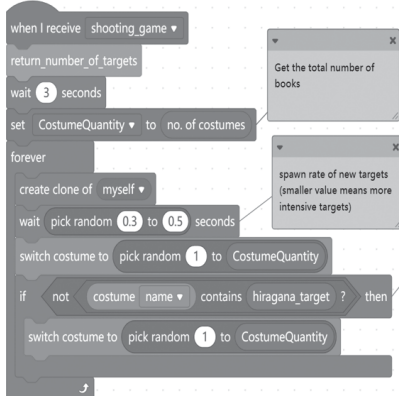 when I receive shooting_game
return_number_of_targets
wait 3 seconds
set CostumeQuantity to no. of costumes
Get the total number of
books
forever
create clone of myself
spawn rate of new targets
(smaller value means more
intensive targets)
wait pick random 0.3 to 0.5 seconds
switch costume to pick random 1 to CostumeQuantity
if not costume name contains hiragana_target ? then
switch costume to pick random 1 to CostumeQuantity